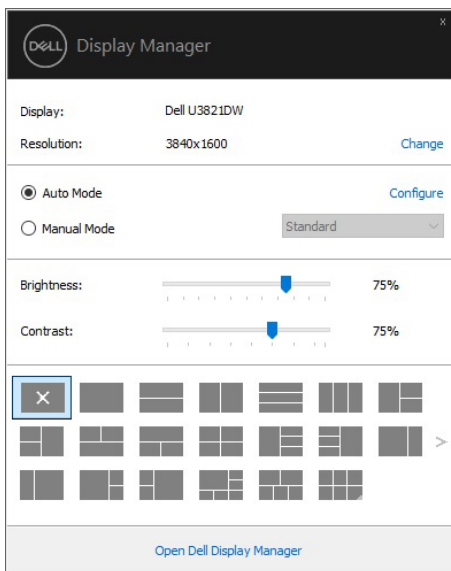 x
DELL Display Manager
Display: Dell U3821DW
Resolution: 3840x1600 Change
Auto Mode Configure
Manual Mode Standard
Brightness: 75%
Contrast: 75%
Open Dell Display Manager